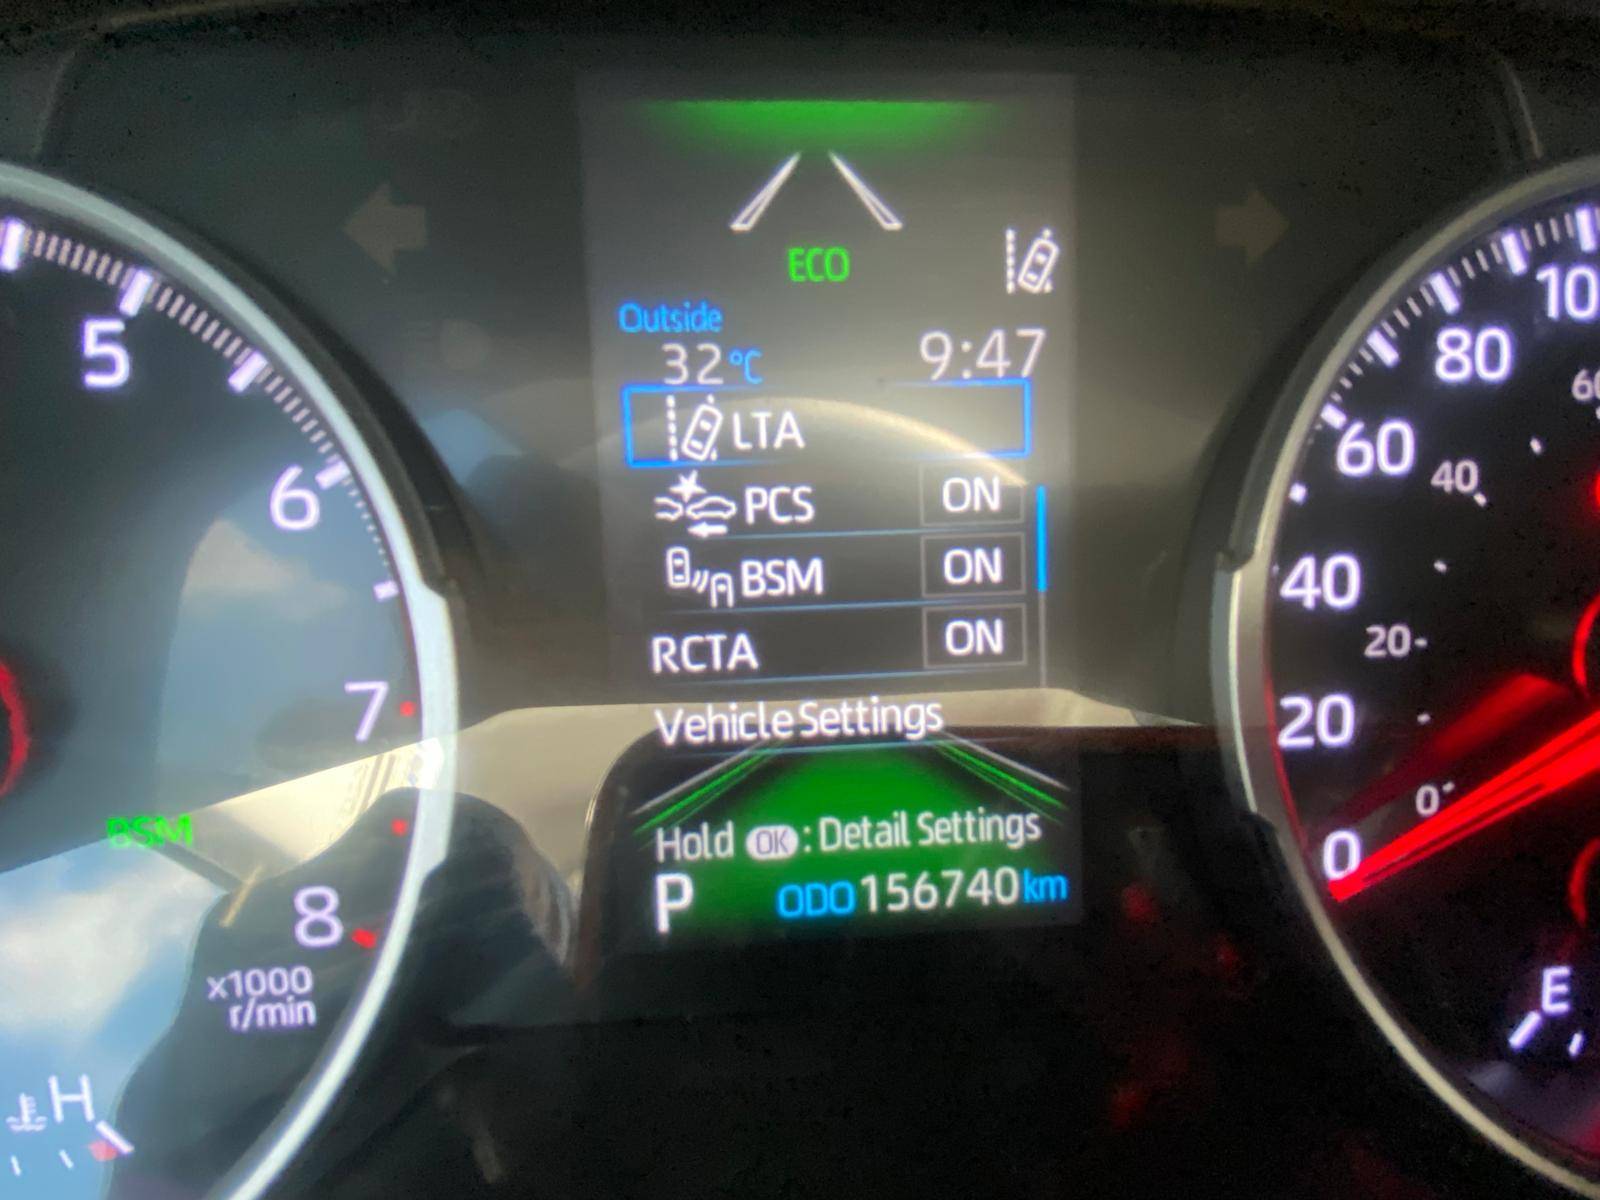 ECO
Outside
32°C 9:47
LTA
PCS ON
BSM ON
RCTA ON
Vehicle Settings
Hold OK : Detail Settings
P ODO 156740 km
5
6
7
8
x1000
r/min
BSM
H
100
80
60
60
40
40
20
20
0
0
E